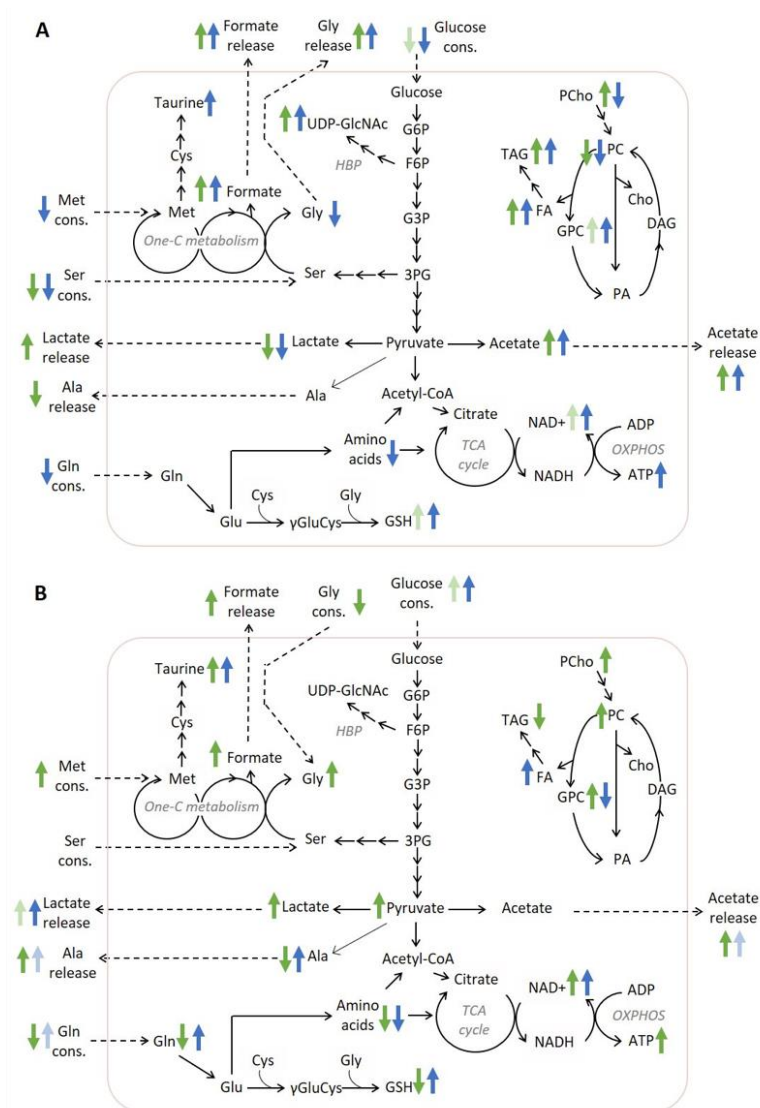 A
Formate
release
Gly
release
Glucose
cons.
Glucose
PCho
Taurine
UDP-GlcNAc
G6P
TAG
PC
Cys
HBP
F6P
Formate
Cho
FA
Met
cons.
Met
Gly
G3P
GPC
DAG
One-C metabolism
Ser
cons.
Ser
3PG
PA
Lactate
release
Lactate
Pyruvate
Acetate
Acetate
release
Ala
release
Ala
Acetyl-CoA
Citrate
NAD+
ADP
Amino
acids
TCA
cycle
OXPHOS
Gln
cons.
Gln
NADH
ATP
Cys
Gly
Glu
γGluCys
GSH
B
Formate
release
Gly
cons.
Glucose
cons.
Glucose
PCho
Taurine
UDP-GlcNAc
G6P
TAG
PC
Cys
HBP
F6P
Formate
Cho
FA
Met
cons.
Met
Gly
G3P
GPC
DAG
One-C metabolism
Ser
cons.
Ser
3PG
PA
Lactate
release
Lactate
Pyruvate
Acetate
Acetate
release
Ala
release
Ala
Acetyl-CoA
Citrate
NAD+
ADP
Amino
acids
TCA
cycle
OXPHOS
Gln
cons.
Gln
NADH
ATP
Cys
Gly
Glu
γGluCys
GSH